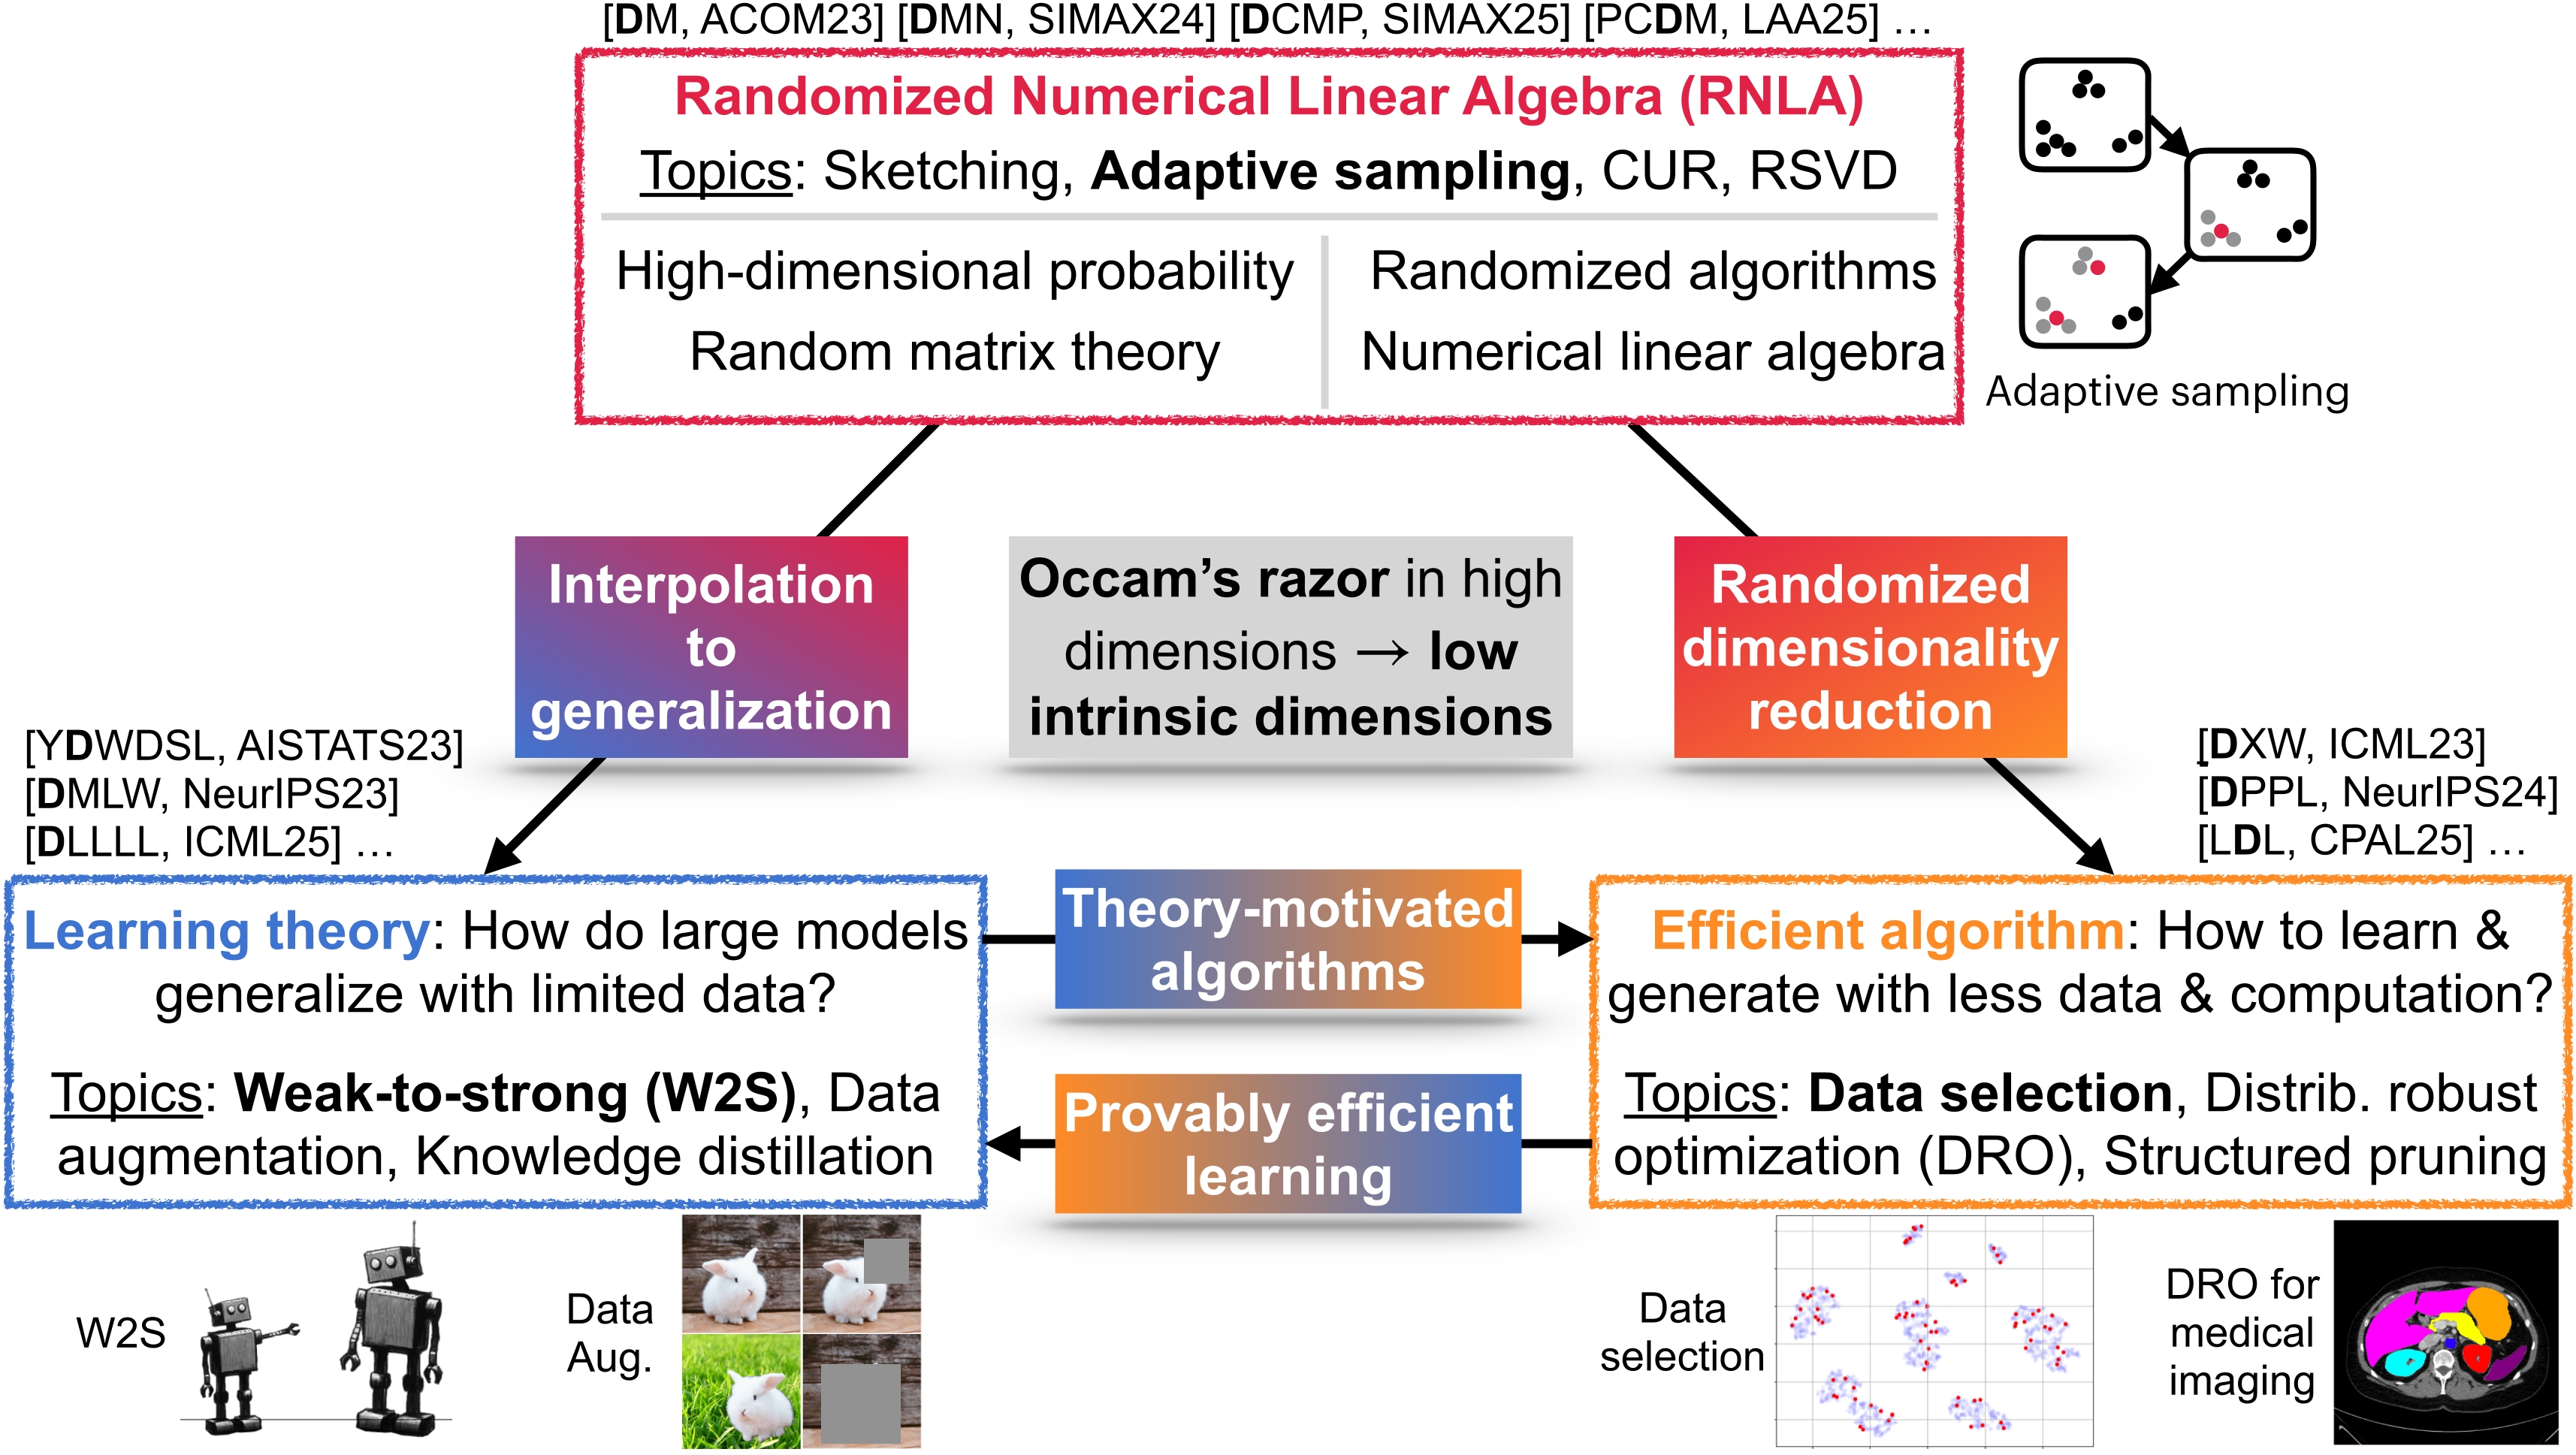 [DM, ACOM23] [DMN, SIMAX24] [DCMP, SIMAX25] [PCDM, LAA25] …
Randomized Numerical Linear Algebra (RNLA)
Topics: Sketching, Adaptive sampling, CUR, RSVD
High-dimensional probability
Random matrix theory
Randomized algorithms
Numerical linear algebra
Adaptive sampling
Interpolation
to
generalization
Occam’s razor in high
dimensions → low
intrinsic dimensions
Randomized
dimensionality
reduction
[YDWDSL, AISTATS23]
[DMLW, NeurIPS23]
[DLLLL, ICML25] …
[DXW, ICML23]
[DPPL, NeurIPS24]
[LDL, CPAL25] …
Learning theory: How do large models
generalize with limited data?
Topics: Weak-to-strong (W2S), Data
augmentation, Knowledge distillation
Theory-motivated
algorithms
Provably efficient
learning
Efficient algorithm: How to learn &
generate with less data & computation?
Topics: Data selection, Distrib. robust
optimization (DRO), Structured pruning
W2S
Data
Aug.
Data
selection
DRO for
medical
imaging